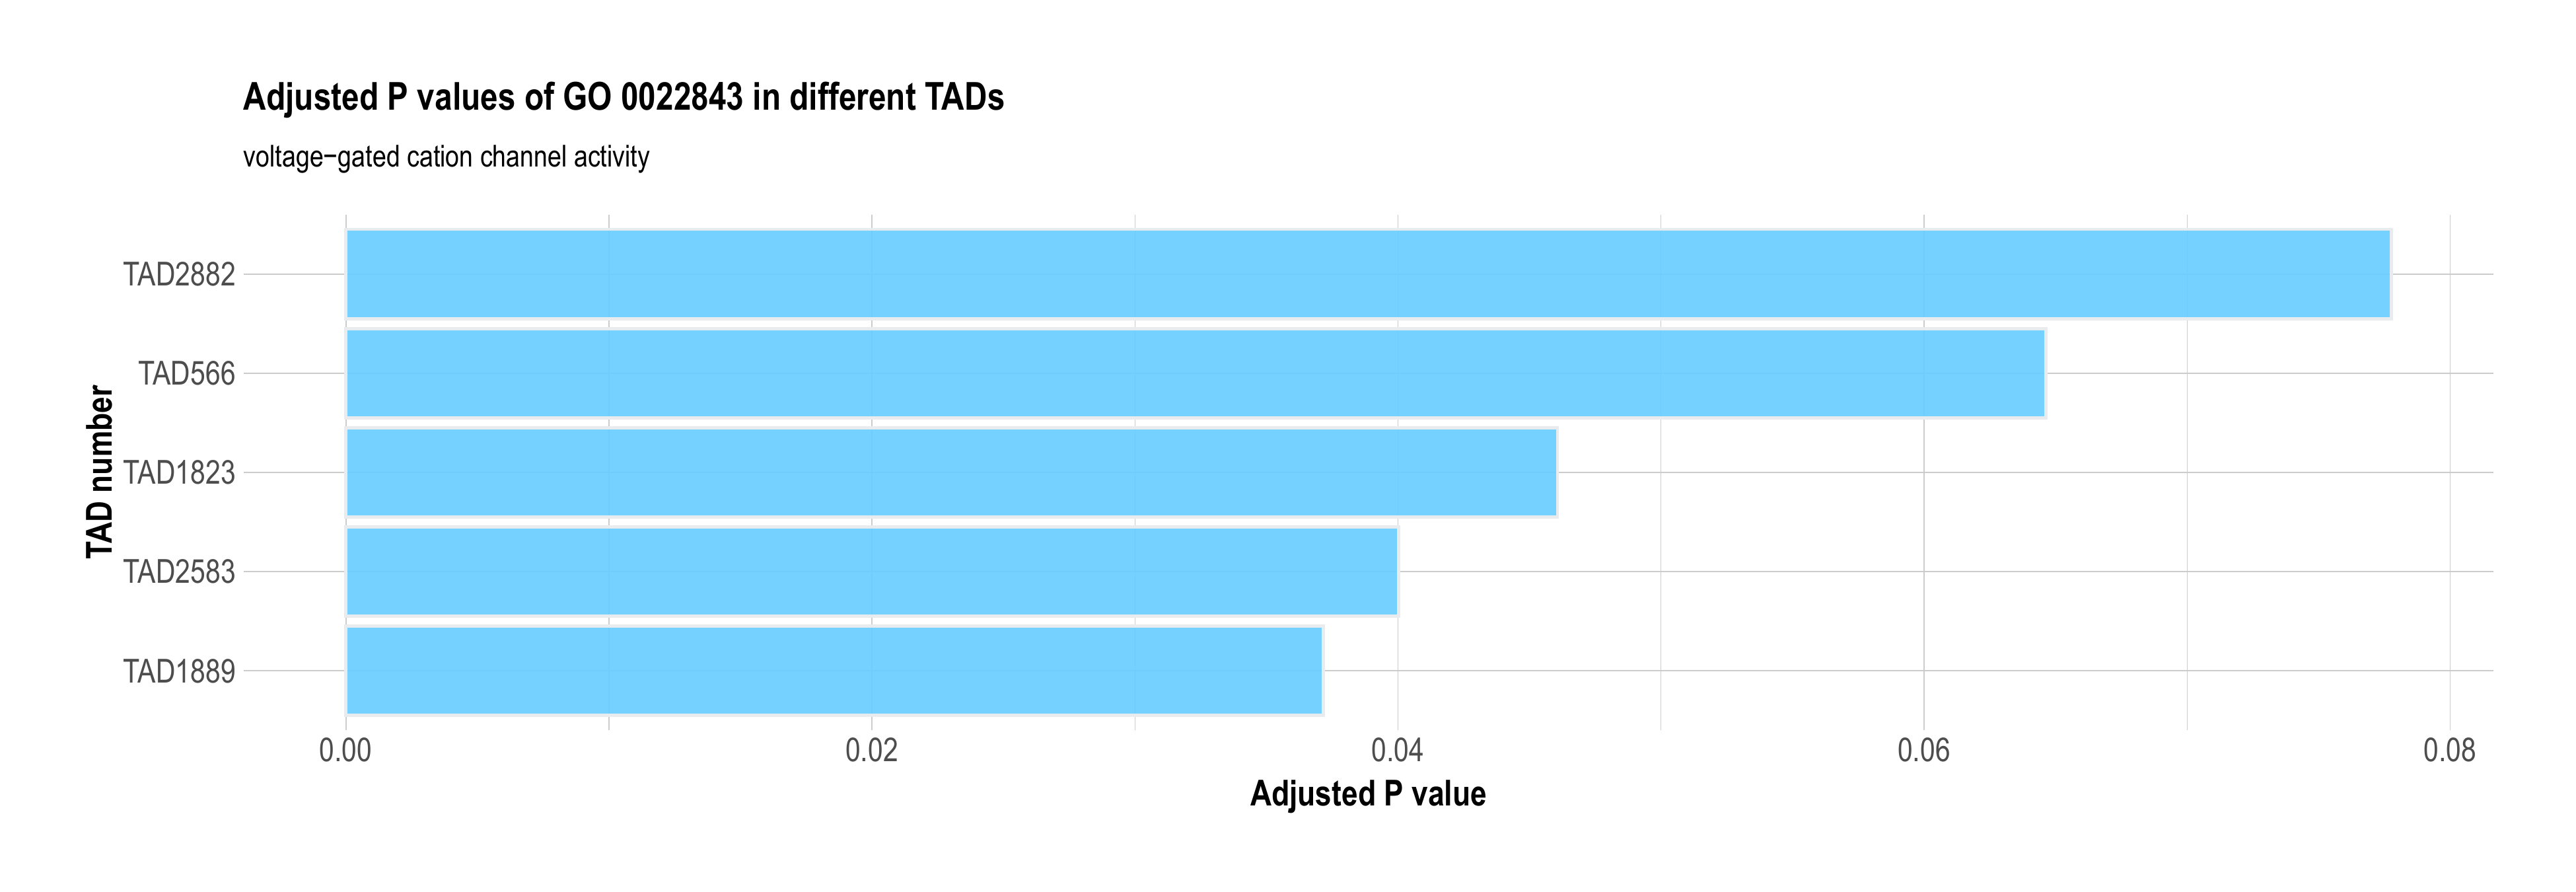 Adjusted P values of GO 0022843 in different TADs
voltage−gated cation channel activity
TAD number
TAD2882
TAD566
TAD1823
TAD2583
TAD1889
0.00 0.02 0.04 0.06 0.08
Adjusted P value